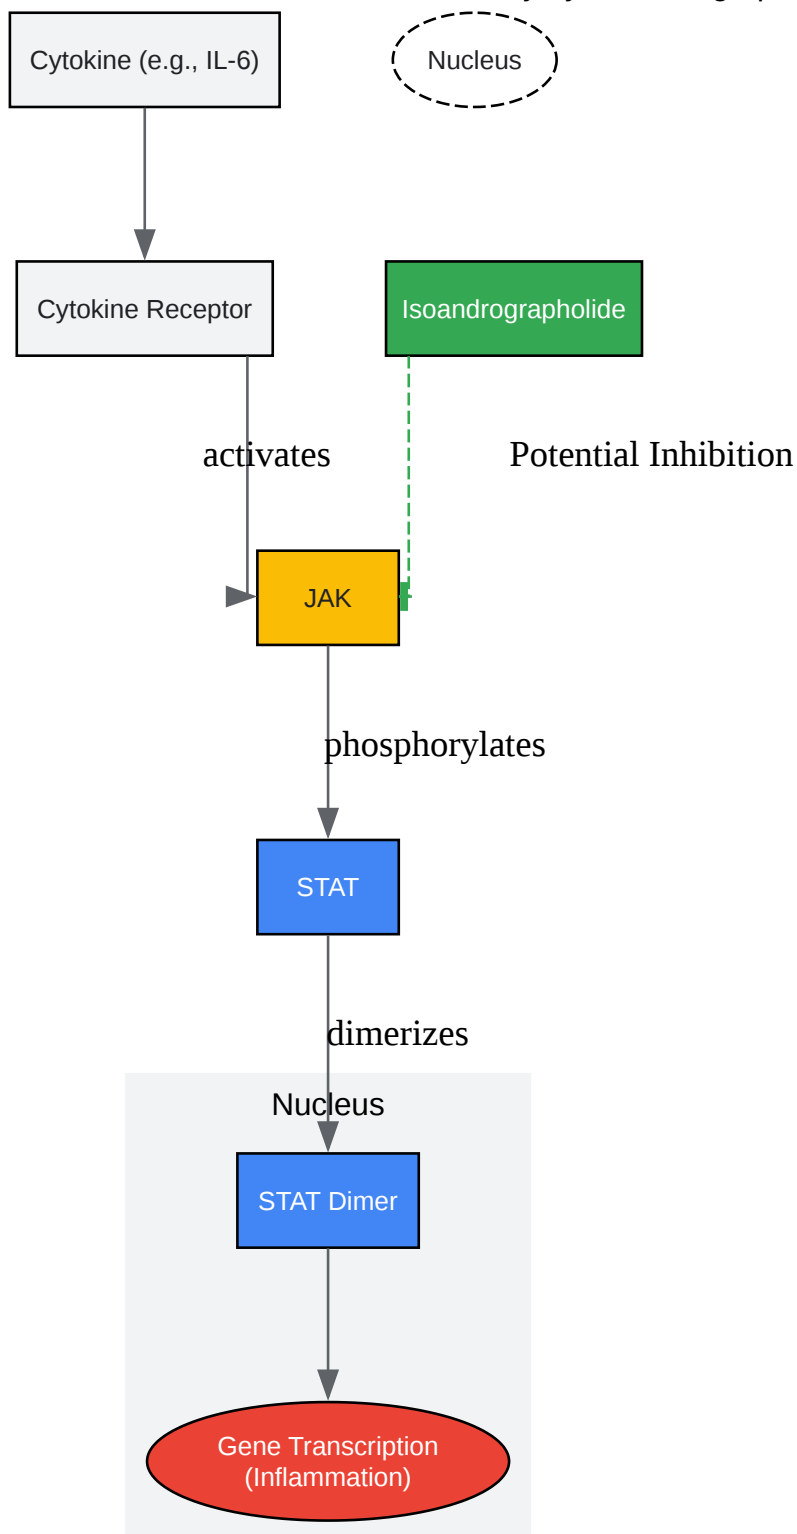 Cytokine (e.g., IL-6)
Nucleus
Cytokine Receptor
Isoandrographolide
activates
Potential Inhibition
JAK
phosphorylates
STAT
dimerizes
Nucleus
STAT Dimer
Gene Transcription
(Inflammation)